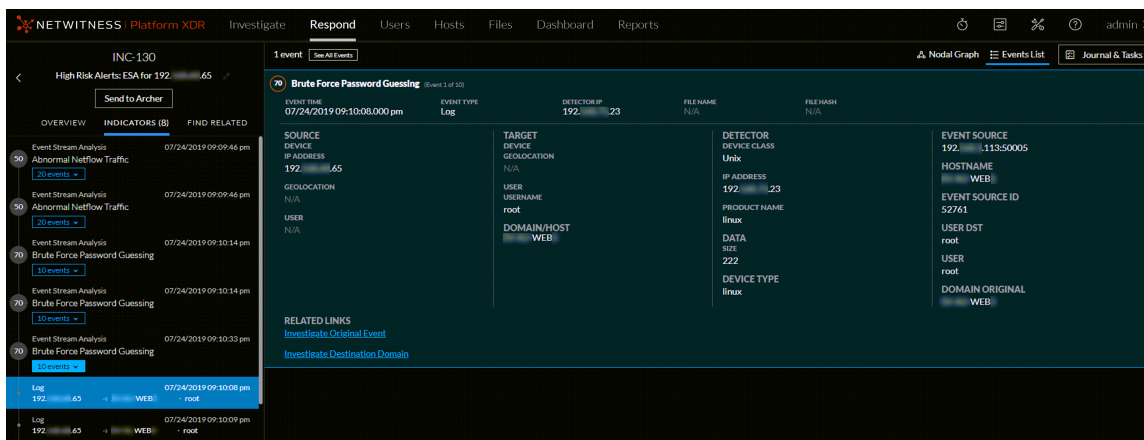 NETWITNESS Platform XDR Investigate Respond Users Hosts Files Dashboard Reports admin
INC-130
High Risk Alerts: ESA for 192. .65
Send to Archer
OVERVIEW INDICATORS (8) FIND RELATED
Event Stream Analysis 07/24/2019 09:09:46 pm
50 Abnormal Netflow Traffic
20 events
Event Stream Analysis 07/24/2019 09:09:46 pm
50 Abnormal Netflow Traffic
20 events
Event Stream Analysis 07/24/2019 09:10:14 pm
70 Brute Force Password Guessing
10 events
Event Stream Analysis 07/24/2019 09:10:14 pm
70 Brute Force Password Guessing
10 events
Event Stream Analysis 07/24/2019 09:10:33 pm
70 Brute Force Password Guessing
10 events
Log 07/24/2019 09:10:08 pm
192. .65 → WEB · root
Log 07/24/2019 09:10:09 pm
192. .65 → WEB · root
1 event See All Events Nodal Graph Events List Journal & Tasks
70 Brute Force Password Guessing (Event 1 of 10)
EVENT TIME EVENT TYPE DETECTOR IP FILE NAME FILE HASH
07/24/2019 09:10:08.000 pm Log 192. .23 N/A N/A
SOURCE
DEVICE
IP ADDRESS
192. .65
GEOLOCATION
N/A
USER
N/A
TARGET
DEVICE
GEOLOCATION
N/A
USER
USERNAME
root
DOMAIN/HOST
WEB
DETECTOR
DEVICE CLASS
Unix
IP ADDRESS
192. .23
PRODUCT NAME
linux
DATA
SIZE
222
DEVICE TYPE
linux
EVENT SOURCE
192. .113:50005
HOSTNAME
WEB
EVENT SOURCE ID
52761
USER DST
root
USER
root
DOMAIN ORIGINAL
WEB
RELATED LINKS
Investigate Original Event
Investigate Destination Domain